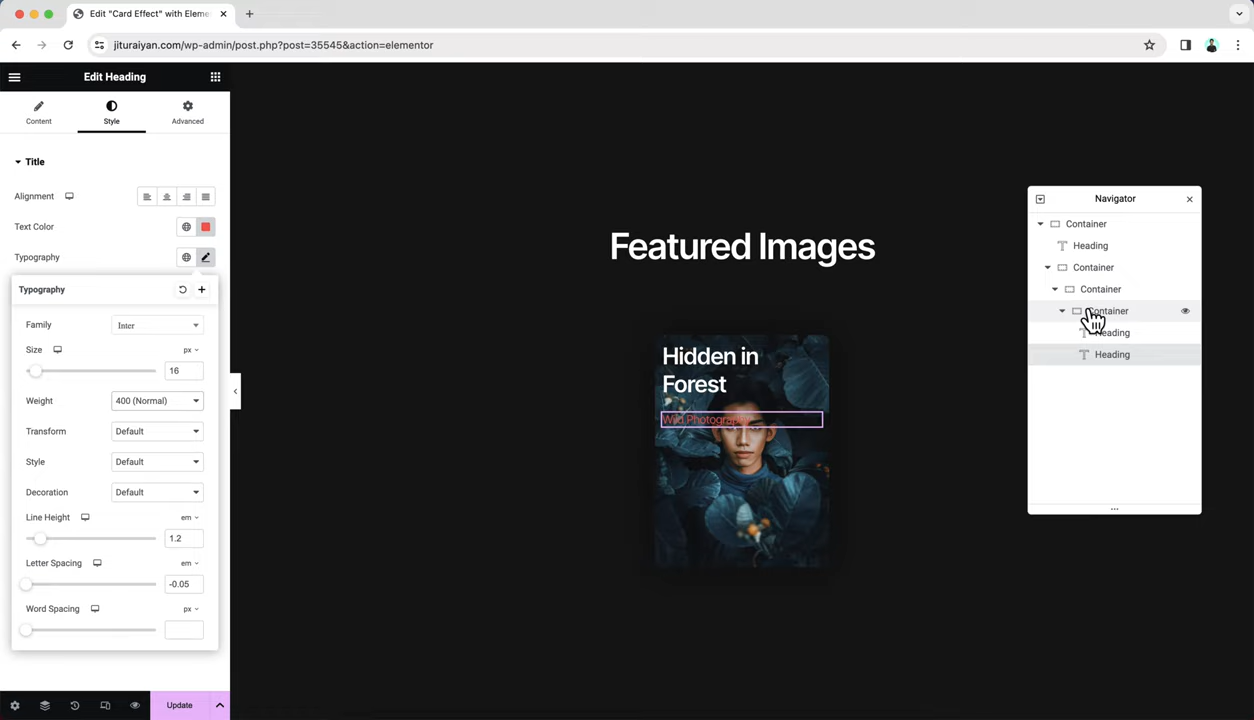 Edit "Card Effect" with Eleme
jituraiyan.com/wp-admin/post.php?post=35545&action=elementor
Edit Heading
Content
Style
Advanced
Title
Alignment
Text Color
Typography
Typography
Family
Inter
Size
px
16
Weight
400 (Normal)
Transform
Default
Style
Default
Decoration
Default
Line Height
em
1.2
Letter Spacing
em
-0.05
Word Spacing
px
Update
Featured Images
Hidden in
Forest
Wild Photography
Navigator
Container
Heading
Container
Container
Container
Heading
Heading